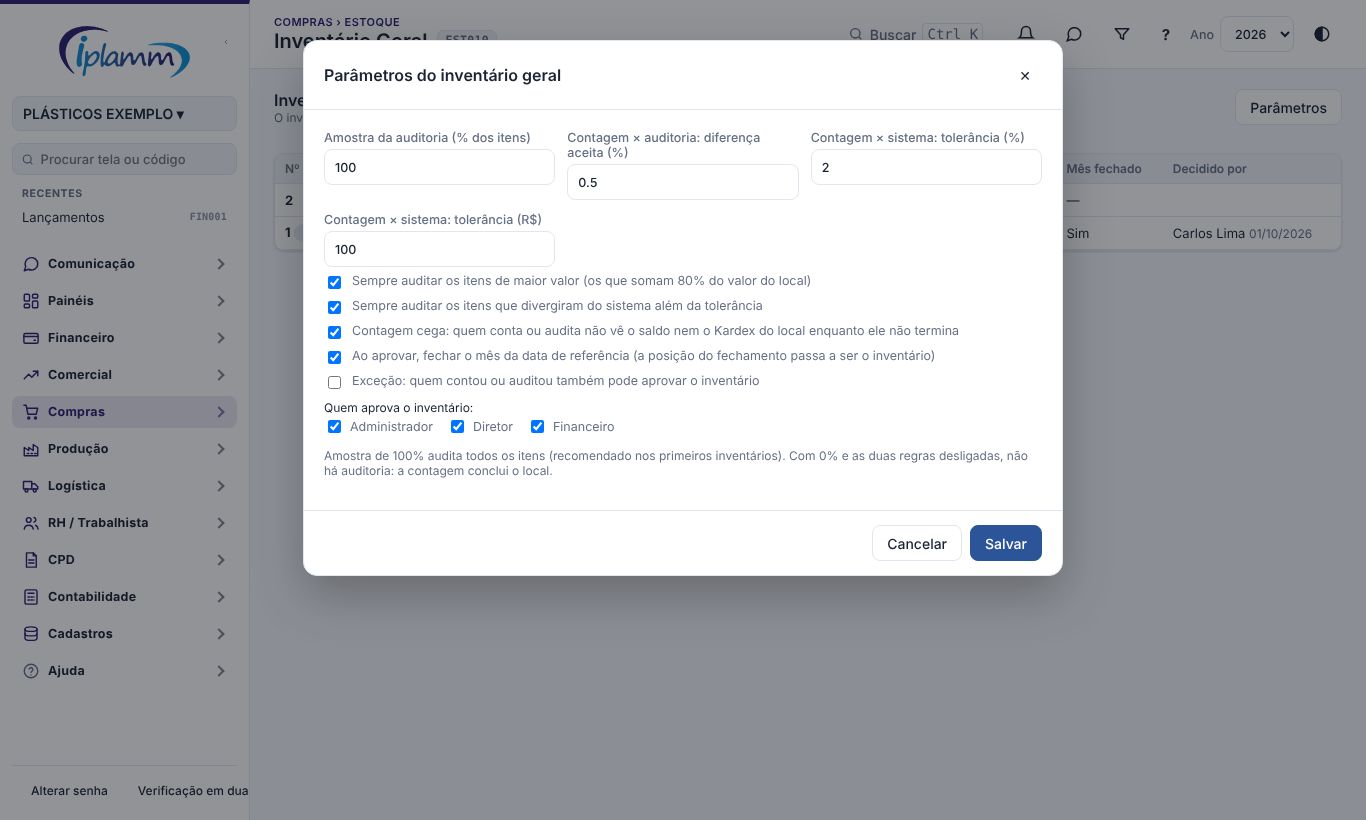 iplamm
‹
PLÁSTICOS EXEMPLO ▾
Procurar tela ou código
RECENTES
Lançamentos FIN001
Comunicação
Painéis
Financeiro
Comercial
Compras
Produção
Logística
RH / Trabalhista
CPD
Contabilidade
Cadastros
Ajuda
Alterar senha Verificação em dua
COMPRAS › ESTOQUE
Inventário Geral EST010
Buscar Ctrl K
? Ano 2026
Inve
O inv
Parâmetros
Nº Mês fechado Decidido por
2 —
1 Sim Carlos Lima 01/10/2026
Parâmetros do inventário geral ×
Amostra da auditoria (% dos itens)
100
Contagem × auditoria: diferença
aceita (%)
0.5
Contagem × sistema: tolerância (%)
2
Contagem × sistema: tolerância (R$)
100
Sempre auditar os itens de maior valor (os que somam 80% do valor do local)
Sempre auditar os itens que divergiram do sistema além da tolerância
Contagem cega: quem conta ou audita não vê o saldo nem o Kardex do local enquanto ele não termina
Ao aprovar, fechar o mês da data de referência (a posição do fechamento passa a ser o inventário)
Exceção: quem contou ou auditou também pode aprovar o inventário
Quem aprova o inventário:
Administrador Diretor Financeiro
Amostra de 100% audita todos os itens (recomendado nos primeiros inventários). Com 0% e as duas regras desligadas, não
há auditoria: a contagem conclui o local.
Cancelar Salvar